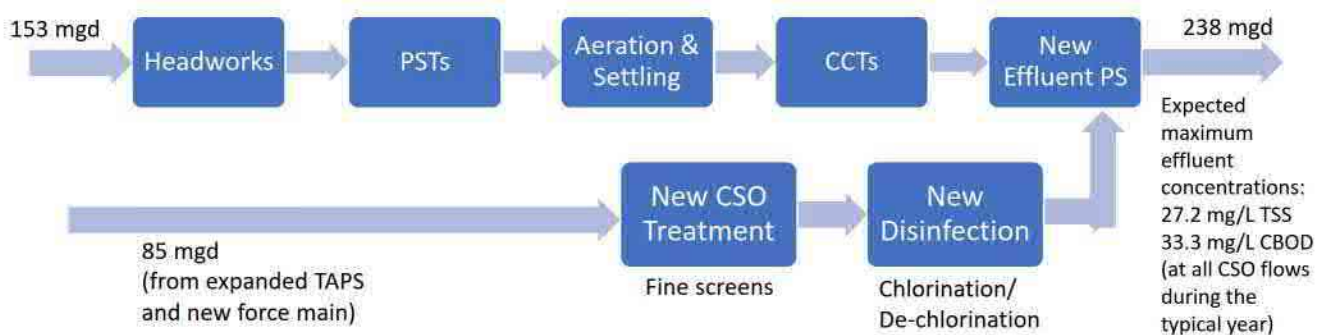 153 mgd
Headworks
PSTs
Aeration &
Settling
CCTs
New
Effluent PS
238 mgd
Expected
maximum
effluent
concentrations:
27.2 mg/L TSS
33.3 mg/L CBOD
(at all CSO flows
during the
typical year)
85 mgd
(from expanded TAPS
and new force main)
New CSO
Treatment
Fine screens
New
Disinfection
Chlorination/
De-chlorination